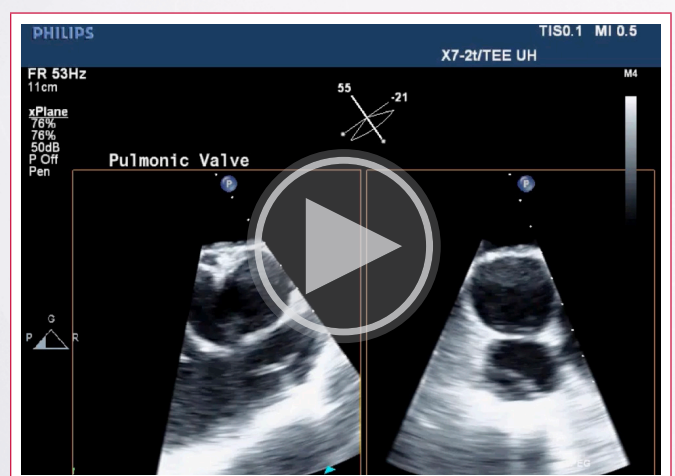 PHILIPS
TIS0.1 MI 0.5
X7-2t/TEE UH
FR 53Hz
11cm
M4
xPlane
76%
76%
50dB
P Off
Pen
55
-21
Pulmonic Valve
P
P
G
P
R